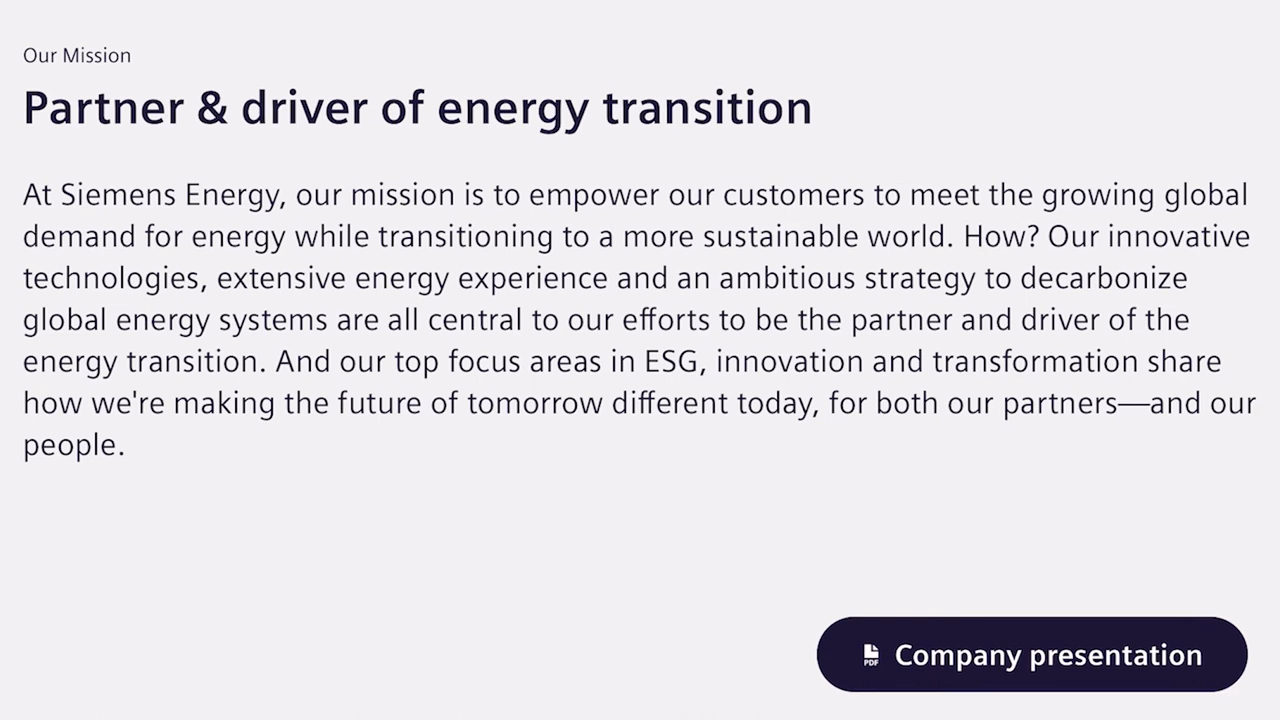 Our Mission
Partner & driver of energy transition
At Siemens Energy, our mission is to empower our customers to meet the growing global
demand for energy while transitioning to a more sustainable world. How? Our innovative
technologies, extensive energy experience and an ambitious strategy to decarbonize
global energy systems are all central to our efforts to be the partner and driver of the
energy transition. And our top focus areas in ESG, innovation and transformation share
how we're making the future of tomorrow different today, for both our partners—and our
people.
PDF Company presentation